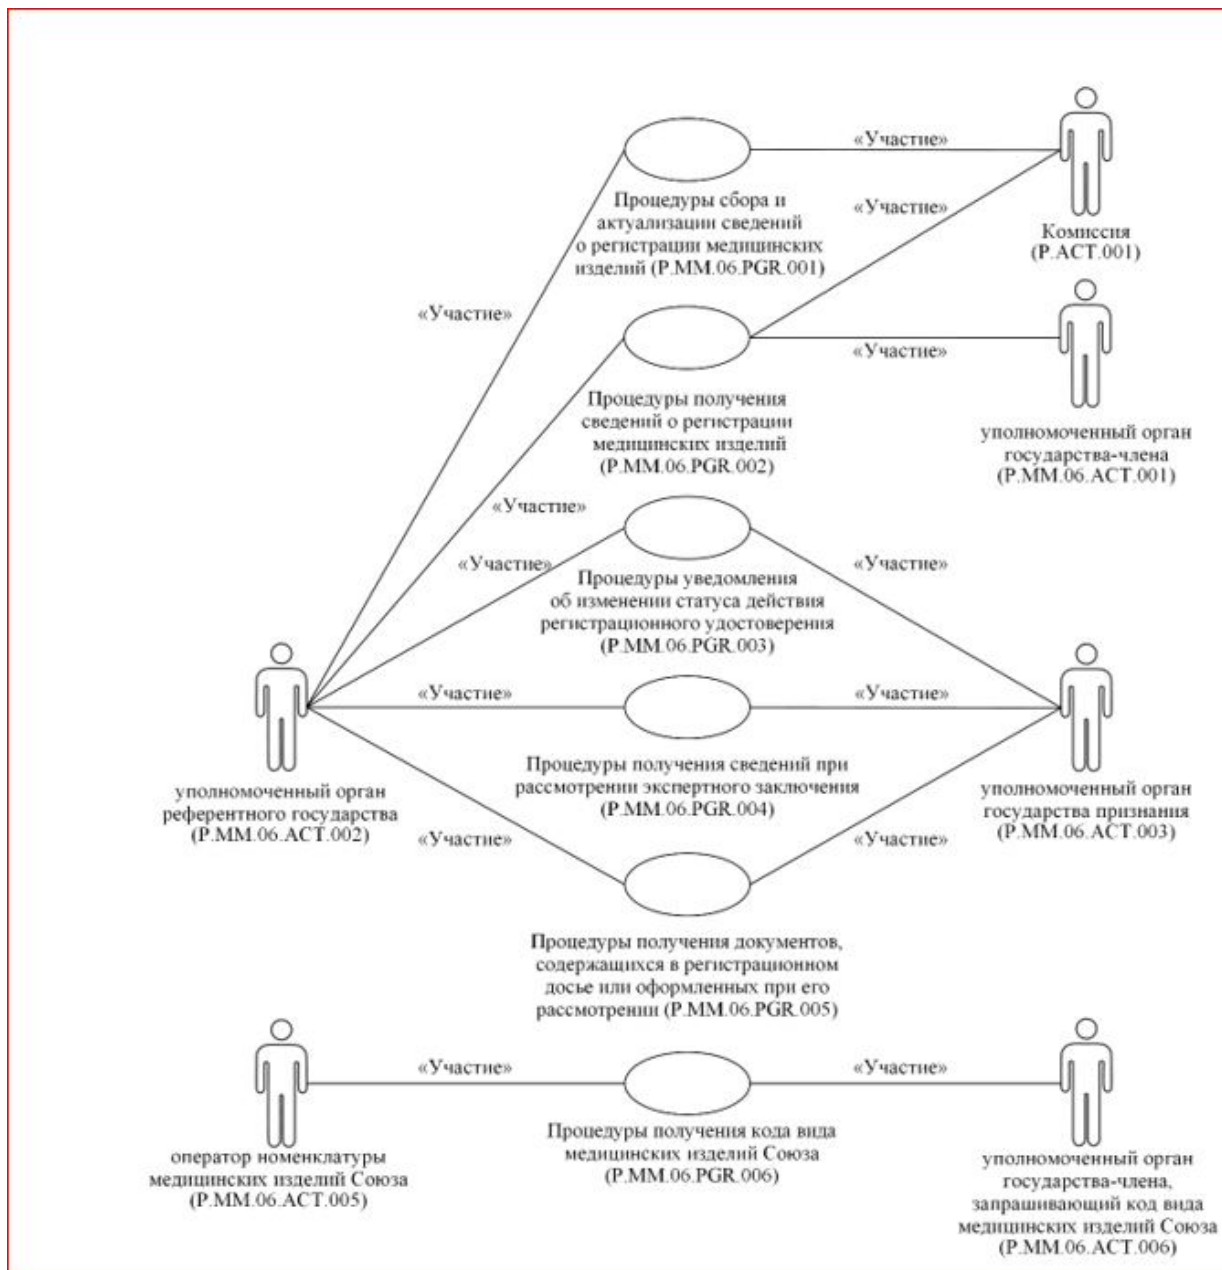 «Участие»
Процедуры сбора и
актуализации сведений
о регистрации медицинских
изделий (P.MM.06.PGR.001)
«Участие»
Комиссия
(P.ACT.001)
«Участие»
«Участие»
Процедуры получения
сведений о регистрации
медицинских изделий
(P.MM.06.PGR.002)
уполномоченный орган
государства-члена
(P.MM.06.ACT.001)
«Участие»
«Участие»
«Участие»
Процедуры уведомления
об изменении статуса действия
регистрационного удостоверения
(P.MM.06.PGR.003)
«Участие»
«Участие»
Процедуры получения сведений при
рассмотрении экспертного заключения
(P.MM.06.PGR.004)
уполномоченный орган
референтного государства
(P.MM.06.ACT.002)
уполномоченный орган
государства признания
(P.MM.06.ACT.003)
«Участие»
«Участие»
Процедуры получения документов,
содержащихся в регистрационном
досье или оформленных при его
рассмотрении (P.MM.06.PGR.005)
«Участие»
«Участие»
«Участие»
оператор номенклатуры
медицинских изделий Союза
(P.MM.06.ACT.005)
Процедуры получения кода вида
медицинских изделий Союза
(P.MM.06.PGR.006)
уполномоченный орган
государства-члена,
запрашивающий код вида
медицинских изделий Союза
(P.MM.06.ACT.006)